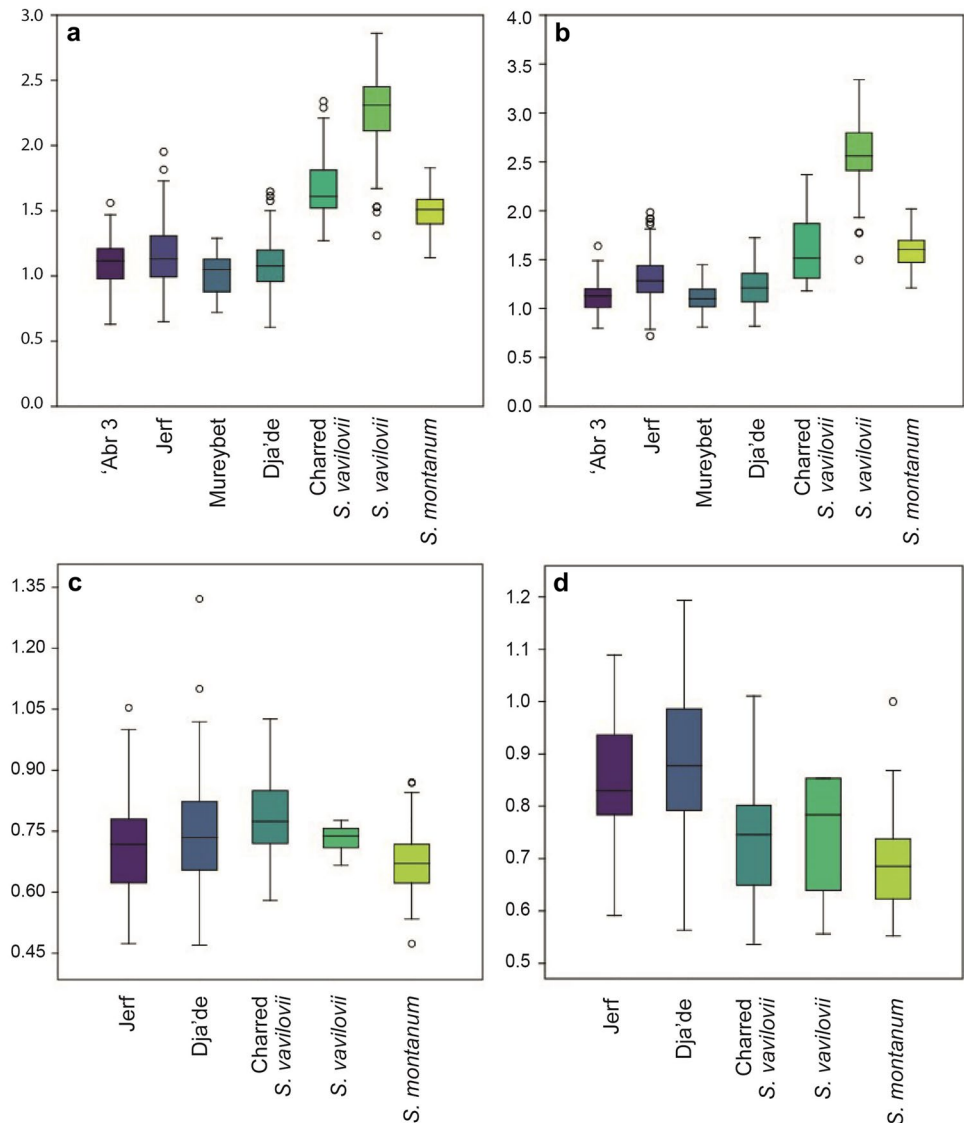 a
3.0
2.5
2.0
1.5
1.0
0.5
0.0
'Abr 3
Jerf
Mureybet
Dja'de
Charred
S. vavilovii
S. vavilovii
S. montanum
b
4.0
3.5
3.0
2.5
2.0
1.5
1.0
0.5
0.0
'Abr 3
Jerf
Mureybet
Dja'de
Charred
S. vavilovii
S. vavilovii
S. montanum
c
1.35
1.20
1.05
0.90
0.75
0.60
0.45
Jerf
Dja'de
Charred
S. vavilovii
S. vavilovii
S. montanum
d
1.2
1.1
1.0
0.9
0.8
0.7
0.6
0.5
Jerf
Dja'de
Charred
S. vavilovii
S. vavilovii
S. montanum